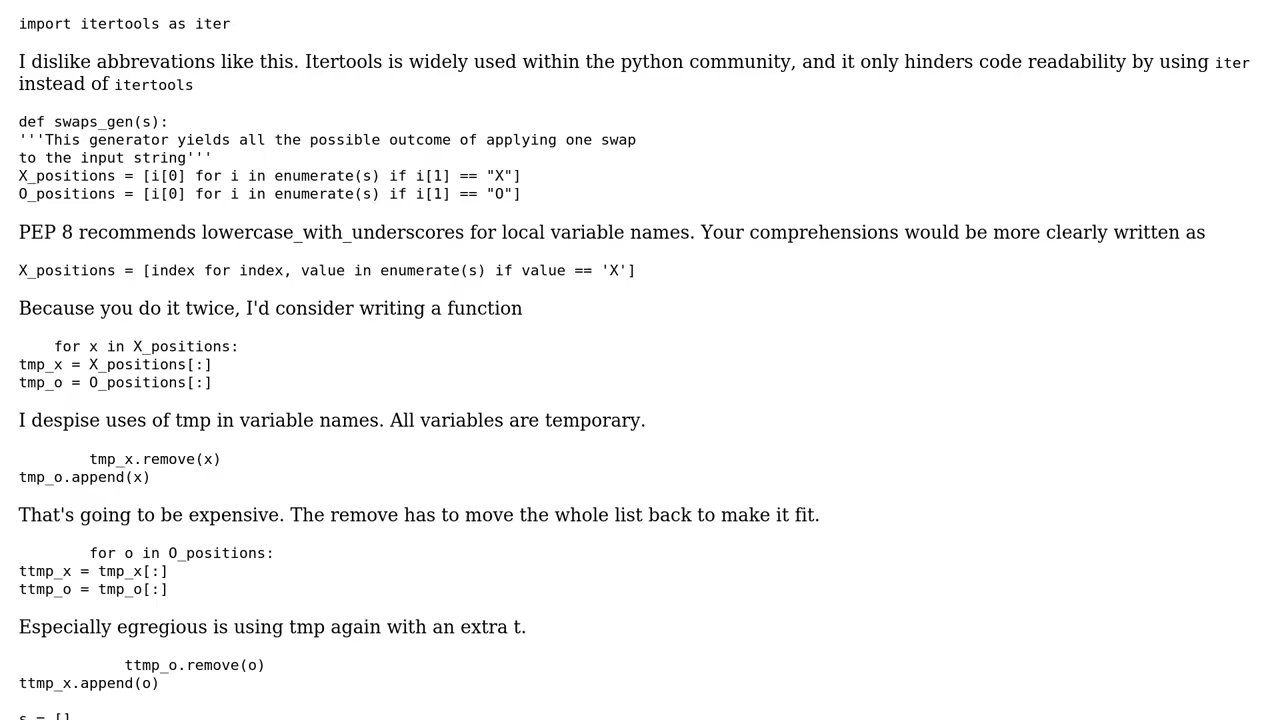 import itertools as iter
I dislike abbrevations like this. Itertools is widely used within the python community, and it only hinders code readability by using iter
instead of itertools
def swaps_gen(s):
'''This generator yields all the possible outcome of applying one swap
to the input string'''
X_positions = [i[0] for i in enumerate(s) if i[1] == "X"]
O_positions = [i[0] for i in enumerate(s) if i[1] == "O"]
PEP 8 recommends lowercase_with_underscores for local variable names. Your comprehensions would be more clearly written as
X_positions = [index for index, value in enumerate(s) if value == 'X']
Because you do it twice, I'd consider writing a function
    for x in X_positions:
tmp_x = X_positions[:]
tmp_o = O_positions[:]
I despise uses of tmp in variable names. All variables are temporary.
        tmp_x.remove(x)
tmp_o.append(x)
That's going to be expensive. The remove has to move the whole list back to make it fit.
        for o in O_positions:
ttmp_x = tmp_x[:]
ttmp_o = tmp_o[:]
Especially egregious is using tmp again with an extra t.
            ttmp_o.remove(o)
ttmp_x.append(o)
s = []